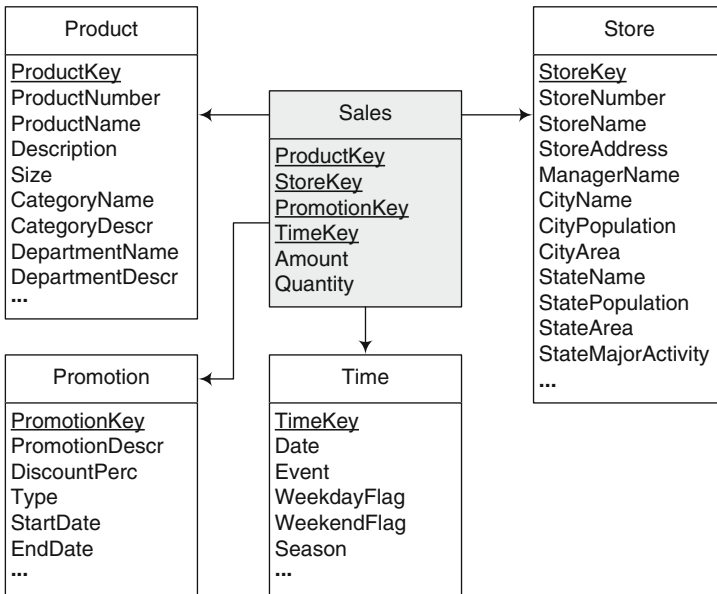 Product
ProductKey
ProductNumber
ProductName
Description
Size
CategoryName
CategoryDescr
DepartmentName
DepartmentDescr
...
Sales
ProductKey
StoreKey
PromotionKey
TimeKey
Amount
Quantity
Store
StoreKey
StoreNumber
StoreName
StoreAddress
ManagerName
CityName
CityPopulation
CityArea
StateName
StatePopulation
StateArea
StateMajorActivity
...
Promotion
PromotionKey
PromotionDescr
DiscountPerc
Type
StartDate
EndDate
...
Time
TimeKey
Date
Event
WeekdayFlag
WeekendFlag
Season
...